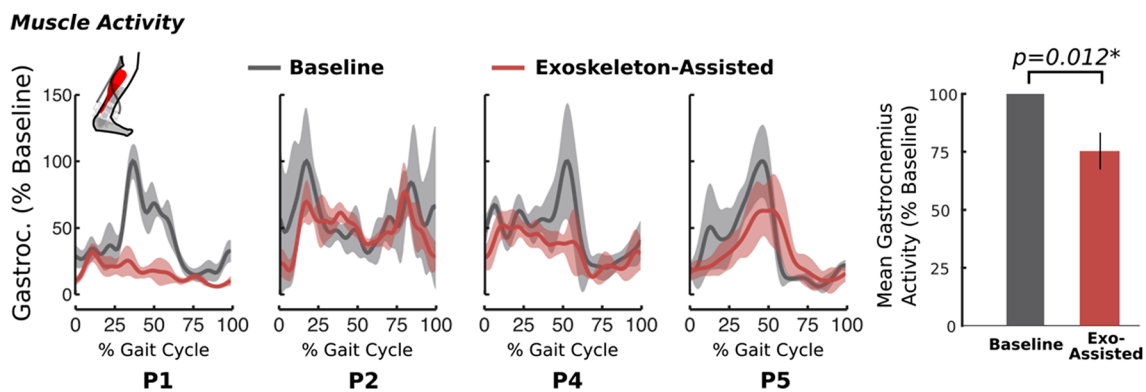 Muscle Activity
Baseline
Exoskeleton-Assisted
Gastroc. (% Baseline)
150
100
50
0
0 25 50 75 100
% Gait Cycle
P1
0 25 50 75 100
% Gait Cycle
P2
0 25 50 75 100
% Gait Cycle
P4
0 25 50 75 100
% Gait Cycle
P5
p=0.012*
Mean Gastrocnemius
Activity (% Baseline)
100
75
50
25
0
Baseline
Exo-
Assisted